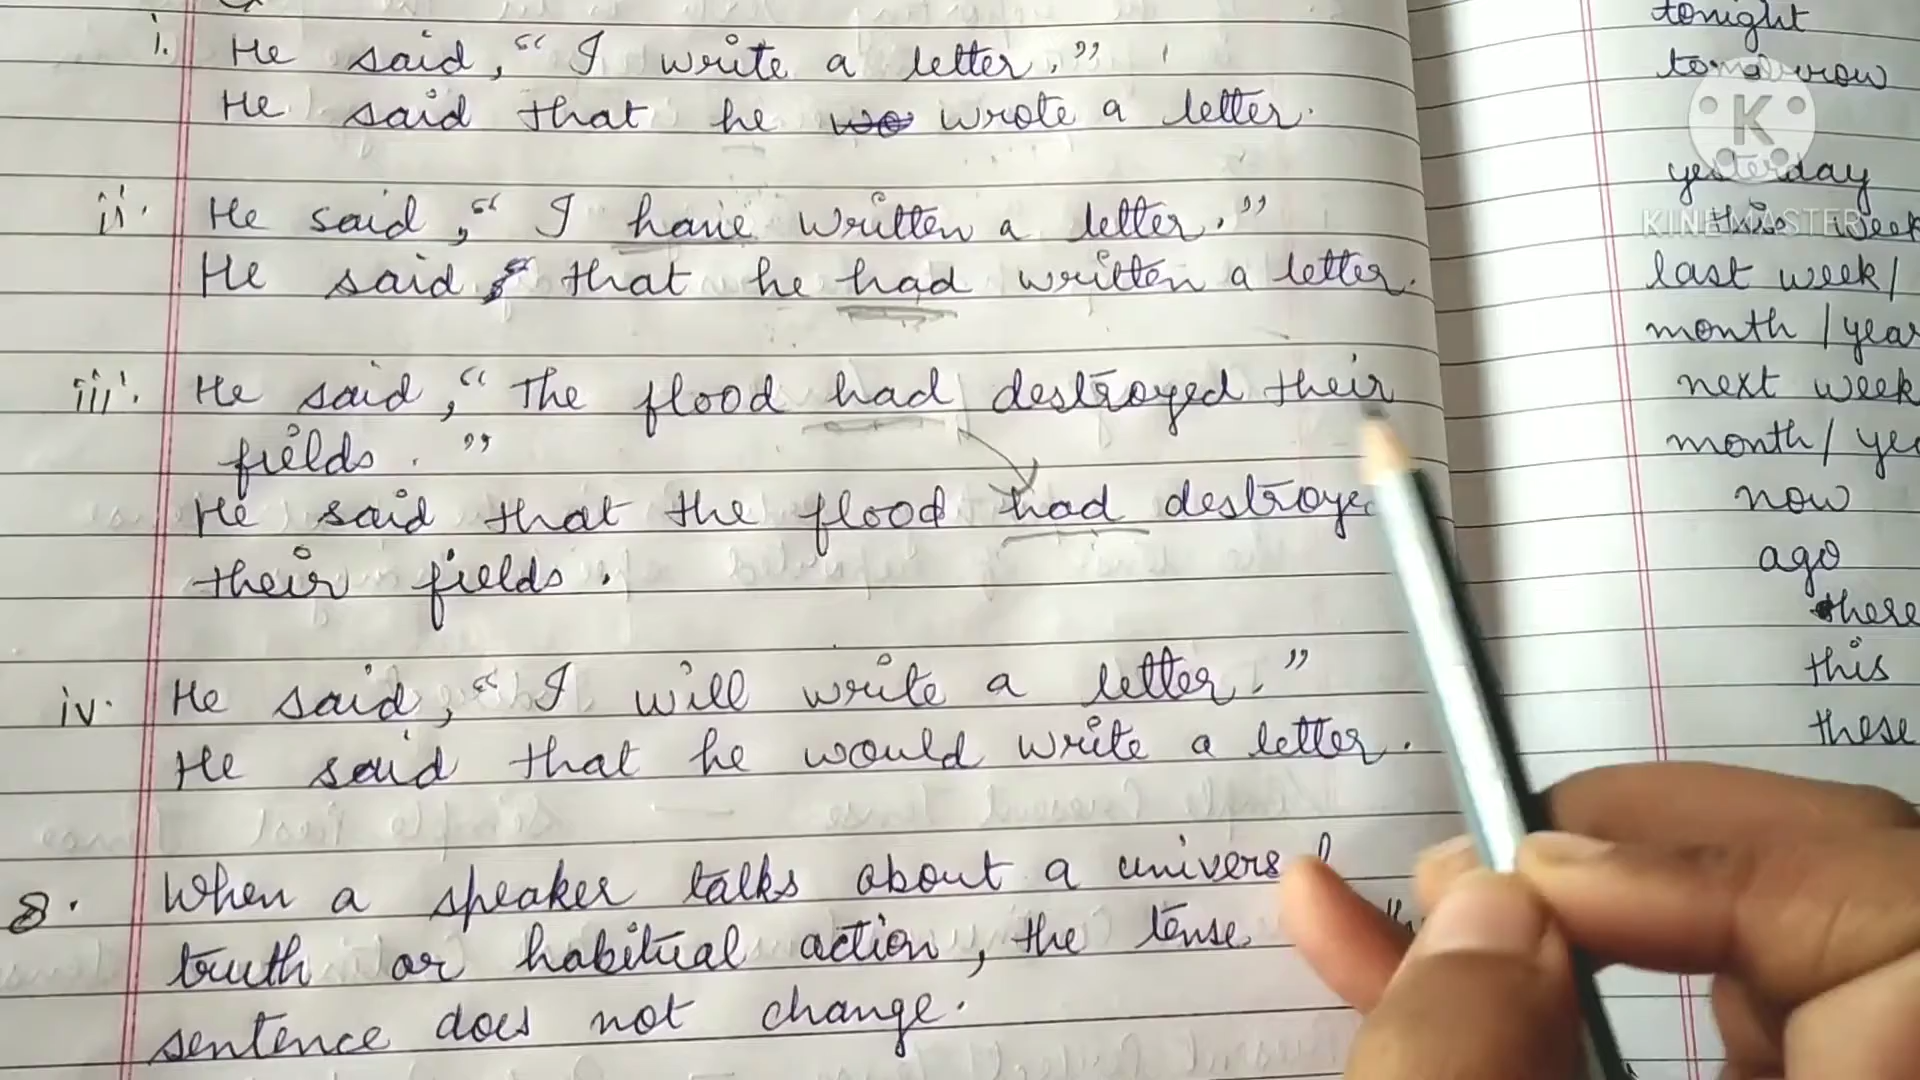 i. He said, "I write a letter."
He said that he wrote a letter.
ii. He said, "I have written a letter."
He said that he had written a letter.
iii. He said, "The flood had destroyed their
fields."
He said that the flood had destroye
their fields.
iv. He said, "I will write a letter."
He said that he would write a letter.
8. When a speaker talks about a
truth or habitual action, the tense
sentence does not change.
tonight
tomorrow
yesterday
this week
last week/
month/year
next week
month/ye
now
ago
here
this
these
K
KINEMASTER